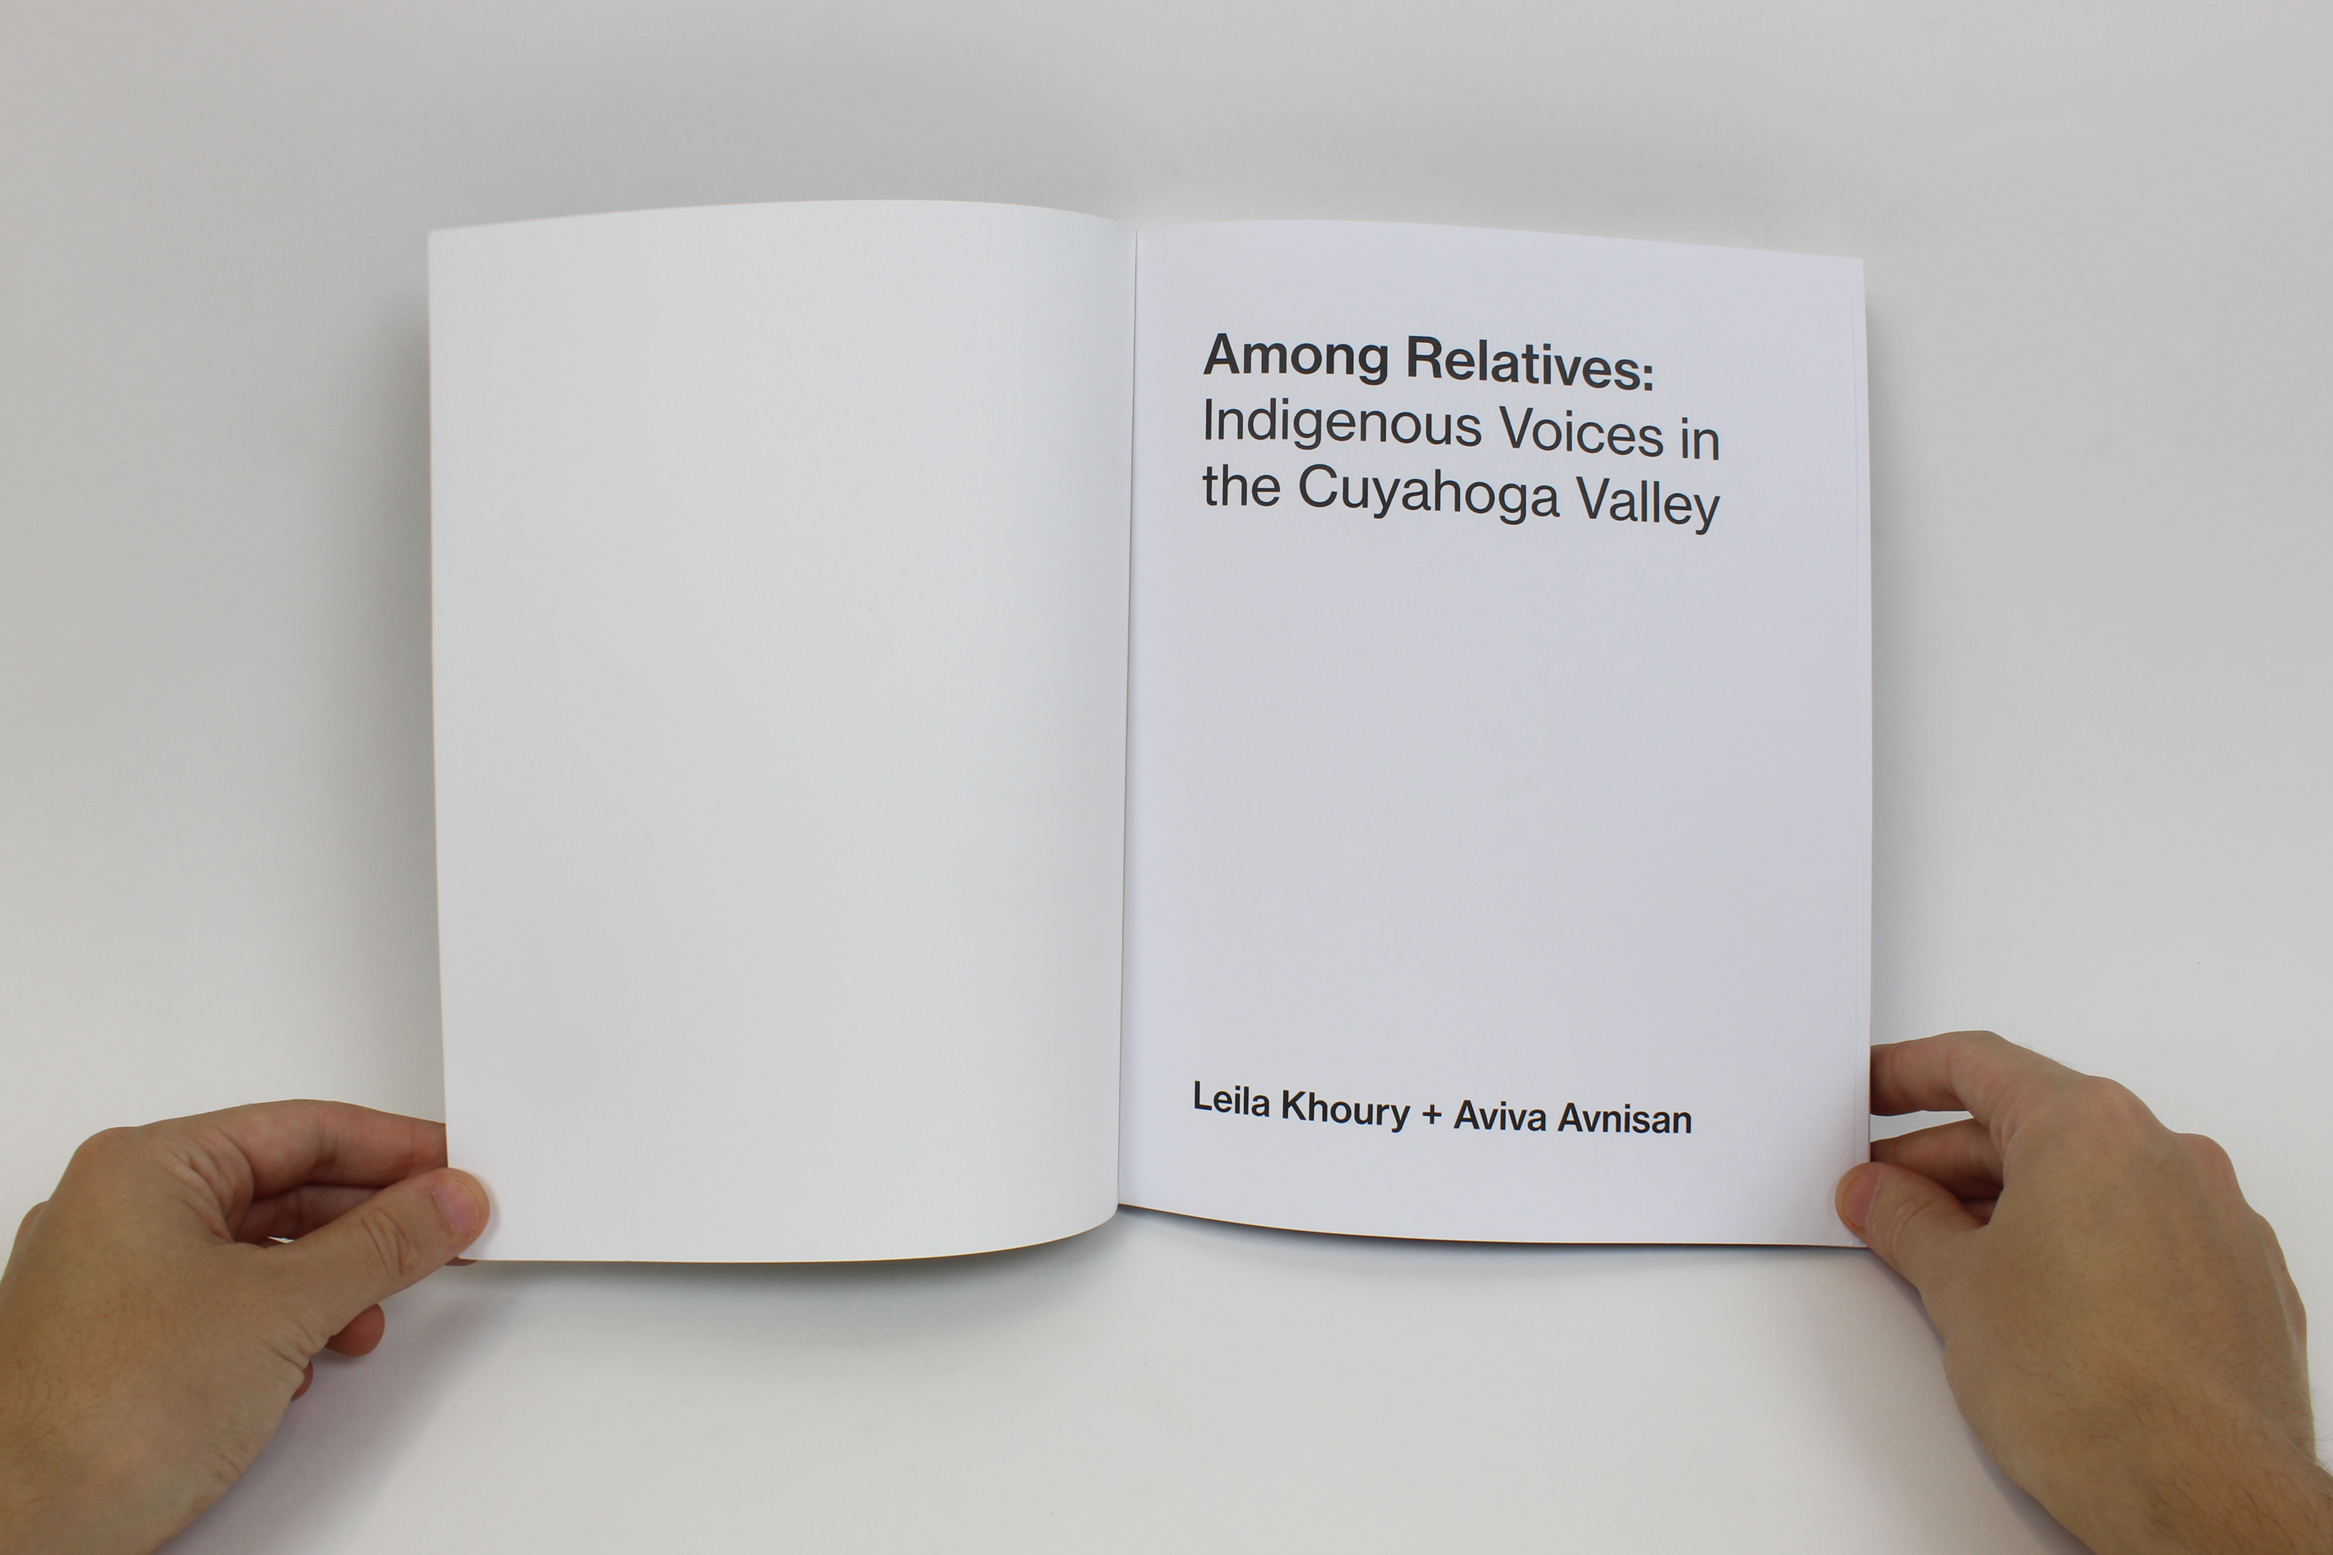 Among Relatives:
Indigenous Voices in
the Cuyahoga Valley
Leila Khoury + Aviva Avnisan